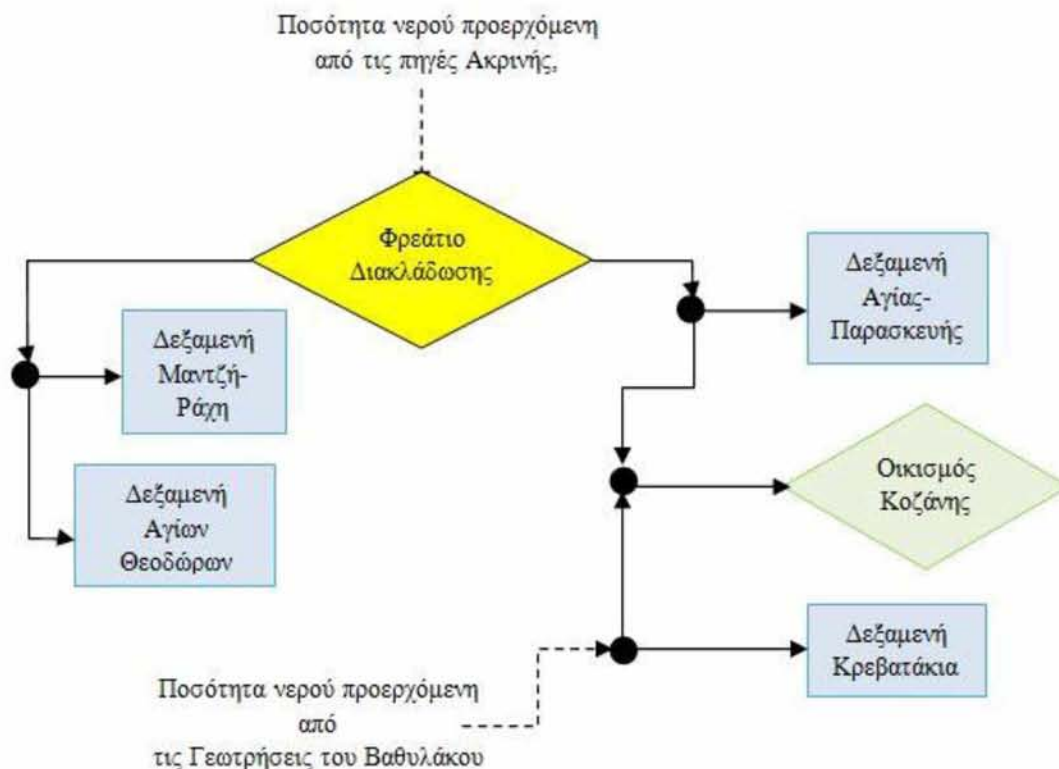 Ποσότητα νερού προερχόμενη
από τις πηγές Ακρινής,
Φρεάτιο
Διακλάδωσης
Δεξαμενή
Αγίας-
Παρασκευής
Δεξαμενή
Μαντζή-
Ράχη
Δεξαμενή
Αγίων
Θεοδώρων
Οικισμός
Κοζάνης
Δεξαμενή
Κρεβατάκια
Ποσότητα νερού προερχόμενη
από
τις Γεωτρήσεις του Βαθυλάκου